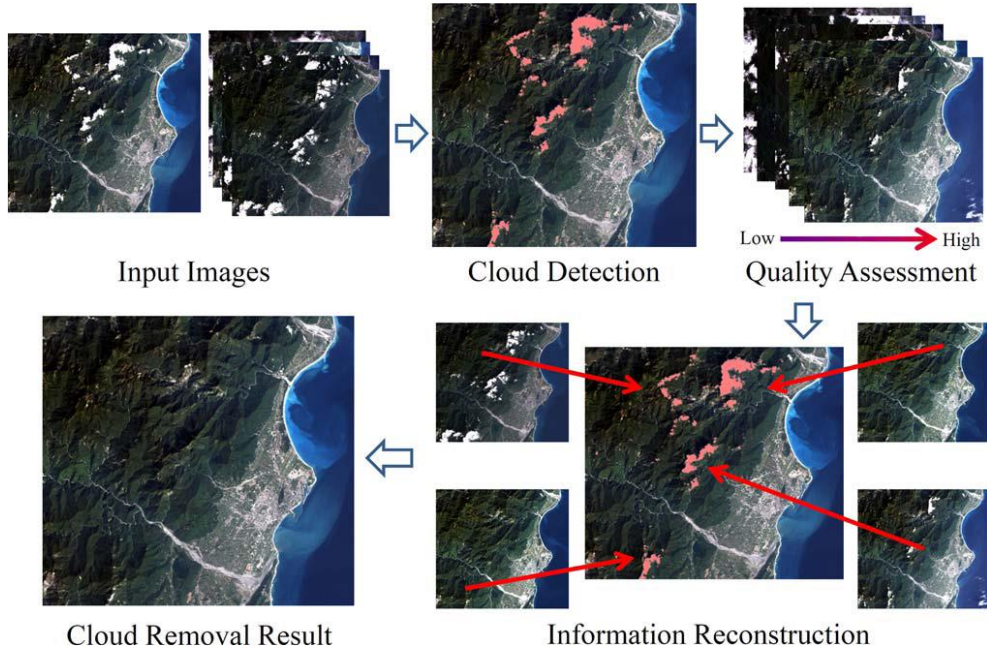 Low
High
Input Images
Cloud Detection
Quality Assessment
Cloud Removal Result
Information Reconstruction